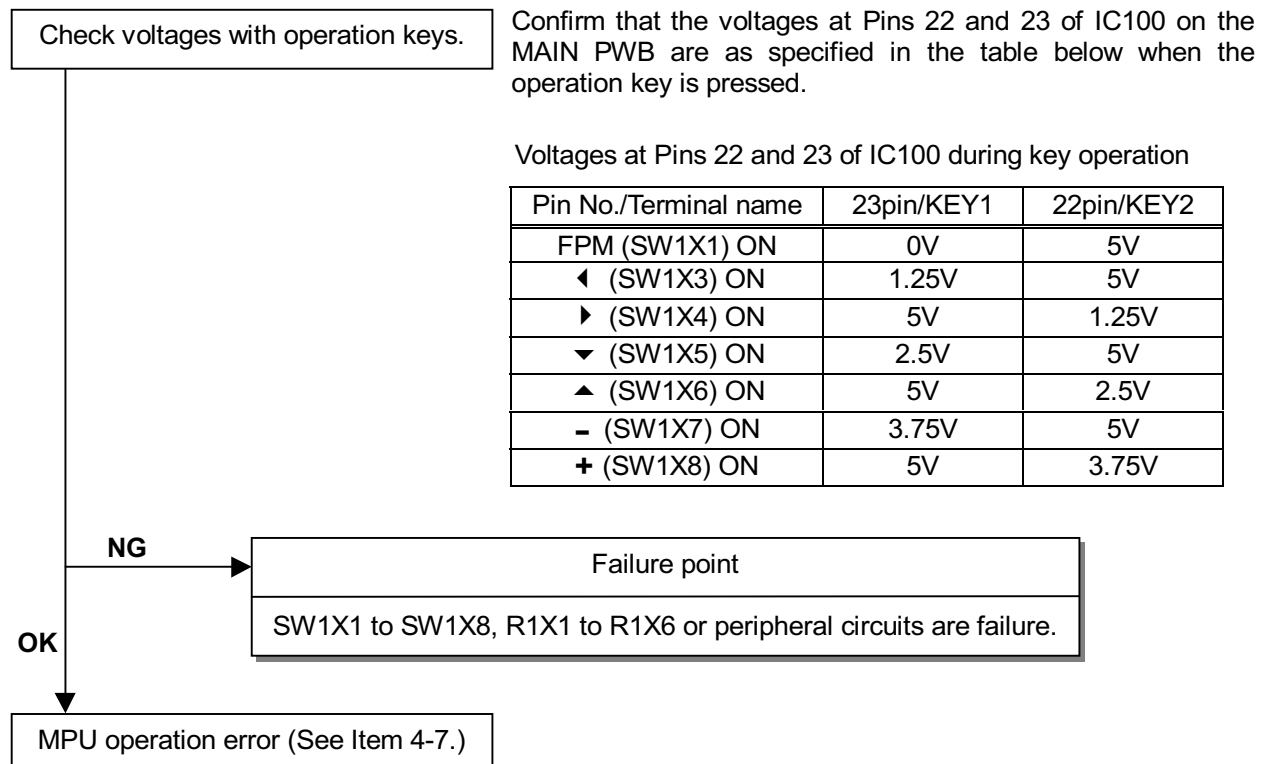 Check voltages with operation keys.
Confirm that the voltages at Pins 22 and 23 of IC100 on the
MAIN PWB are as specified in the table below when the
operation key is pressed.
Voltages at Pins 22 and 23 of IC100 during key operation
Pin No./Terminal name 23pin/KEY1 22pin/KEY2
FPM (SW1X1) ON 0V 5V
◀ (SW1X3) ON 1.25V 5V
▶ (SW1X4) ON 5V 1.25V
▼ (SW1X5) ON 2.5V 5V
▲ (SW1X6) ON 5V 2.5V
– (SW1X7) ON 3.75V 5V
+ (SW1X8) ON 5V 3.75V
NG
Failure point
SW1X1 to SW1X8, R1X1 to R1X6 or peripheral circuits are failure.
OK
MPU operation error (See Item 4-7.)